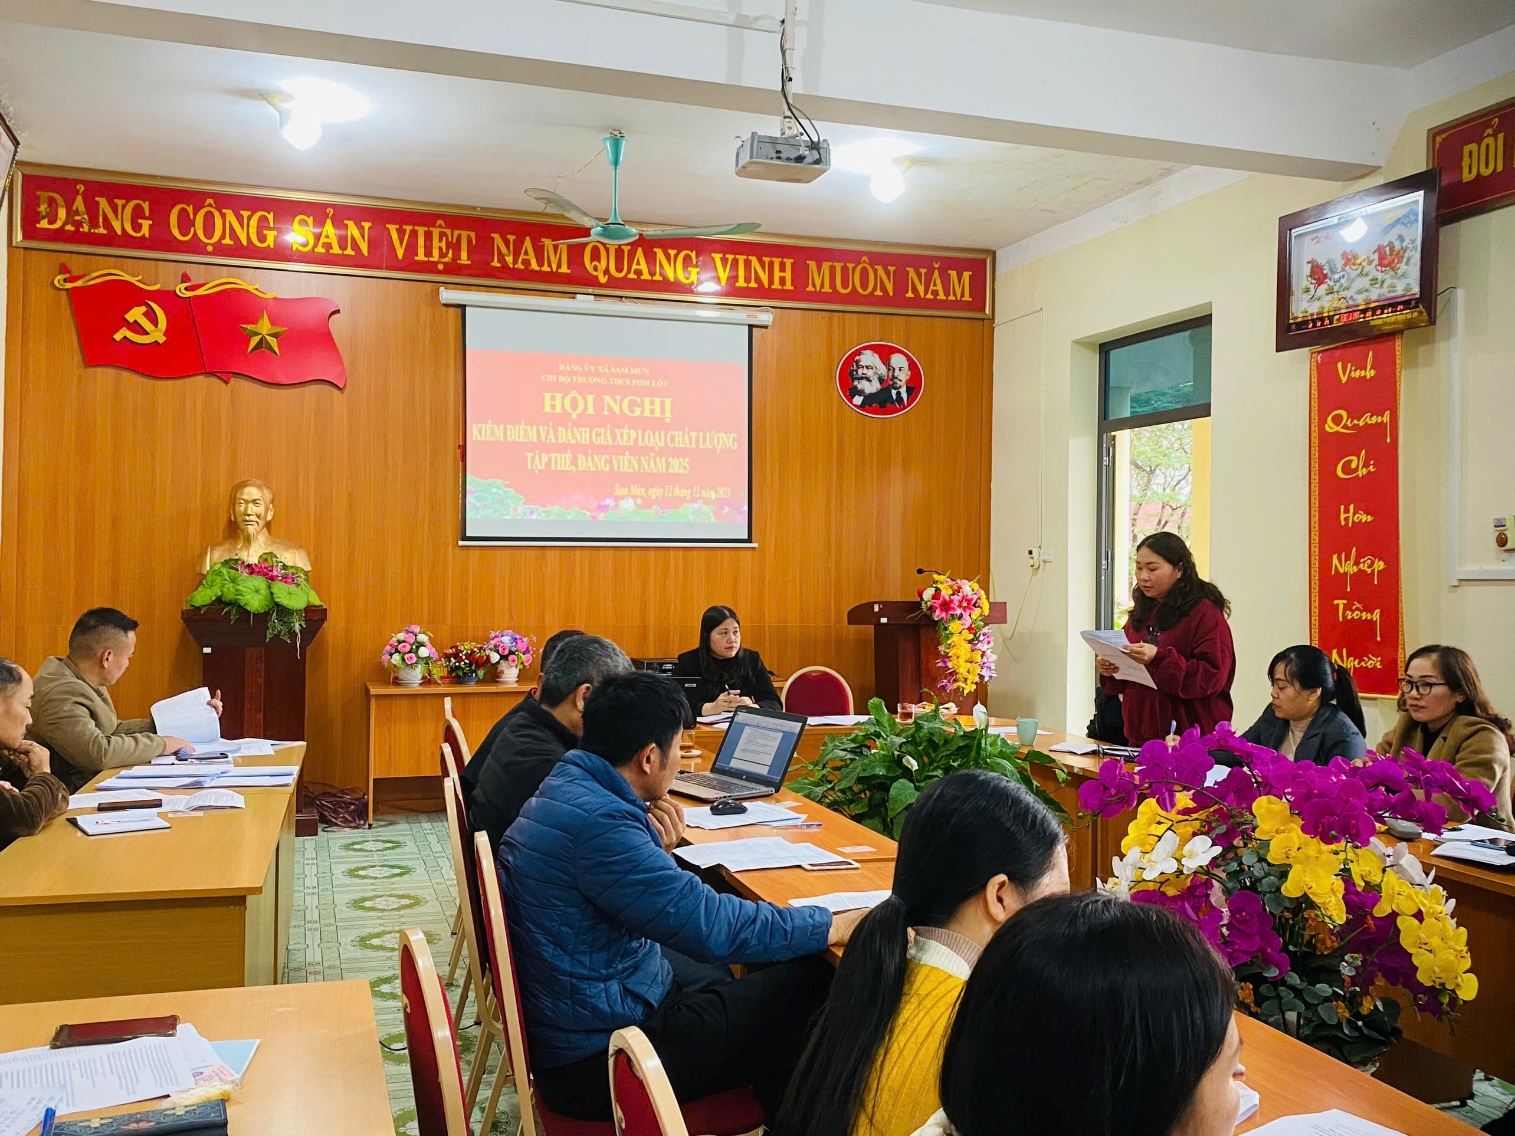 ĐẢNG CỘNG SẢN VIỆT NAM QUANG VINH MUÔN NĂM
ĐẢNG ỦY XÃ SAM MỨN
CHI BỘ TRƯỜNG THCS POM LÓT
HỘI NGHỊ
KIỂM ĐIỂM VÀ ĐÁNH GIÁ XẾP LOẠI CHẤT LƯỢNG
TẬP THỂ, ĐẢNG VIÊN NĂM 2025
Sam Mứn, ngày 11 tháng 12 năm 2025
ĐỔI
Vinh
Quang
Chi
Hơn
Nghiệp
Trồng
Người